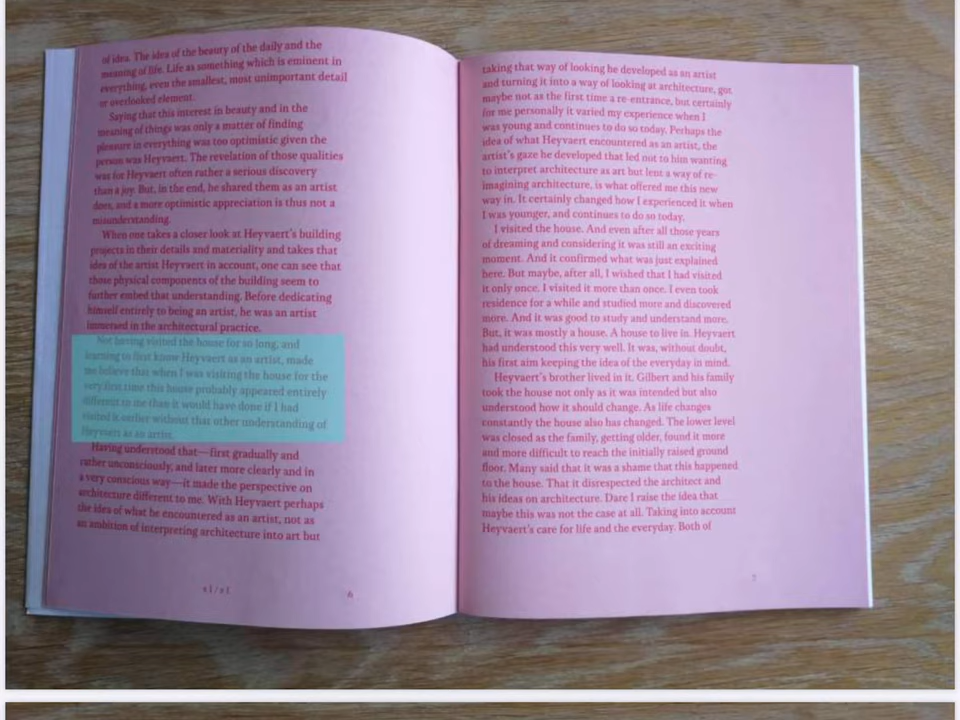 of idea. The idea of the beauty of the daily and the
meaning of life. Life as something which is eminent in
everything, even the smallest, most unimportant detail
or overlooked element.
Saying that this interest in beauty and in the
meaning of things was only a matter of finding
pleasure in everything was too optimistic given the
person was Heyvaert. The revelation of those qualities
was for Heyvaert often rather a serious discovery
than a joy. But, in the end, he shared them as an artist
does, and a more optimistic appreciation is thus not a
misunderstanding.
When one takes a closer look at Heyvaert's building
projects in their details and materiality and takes that
idea of the artist Heyvaert in account, one can see that
those physical components of the building seem to
further embed that understanding. Before dedicating
himself entirely to being an artist, he was an artist
immersed in the architectural practice.
Not having visited the house for so long, and
learning to first know Heyvaert as an artist, made
me believe that when I was visiting the house for the
very first time this house probably appeared entirely
different to me than it would have done if I had
visited it earlier without that other understanding of
Heyvaert as an artist.
Having understood that—first gradually and
rather unconsciously, and later more clearly and in
a very conscious way—it made the perspective on
architecture different to me. With Heyvaert perhaps
the idea of what he encountered as an artist, not as
an ambition of interpreting architecture into art but
6
taking that way of looking he developed as an artist
and turning it into a way of looking at architecture, got
maybe not as the first time a re-entrance, but certainly
for me personally it varied my experience when I
was young and continues to do so today. Perhaps the
idea of what Heyvaert encountered as an artist, the
artist's gaze he developed that led not to him wanting
to interpret architecture as art but lent a way of re-
imagining architecture, is what offered me this new
way in. It certainly changed how I experienced it when
I was younger, and continues to do so today.
I visited the house. And even after all those years
of dreaming and considering it was still an exciting
moment. And it confirmed what was just explained
here. But maybe, after all, I wished that I had visited
it only once. I visited it more than once. I even took
residence for a while and studied more and discovered
more. And it was good to study and understand more.
But, it was mostly a house. A house to live in. Heyvaert
had understood this very well. It was, without doubt,
his first aim keeping the idea of the everyday in mind.
Heyvaert's brother lived in it. Gilbert and his family
took the house not only as it was intended but also
understood how it should change. As life changes
constantly the house also has changed. The lower level
was closed as the family, getting older, found it more
and more difficult to reach the initially raised ground
floor. Many said that it was a shame that this happened
to the house. That it disrespected the architect and
his ideas on architecture. Dare I raise the idea that
maybe this was not the case at all. Taking into account
Heyvaert's care for life and the everyday. Both of
7